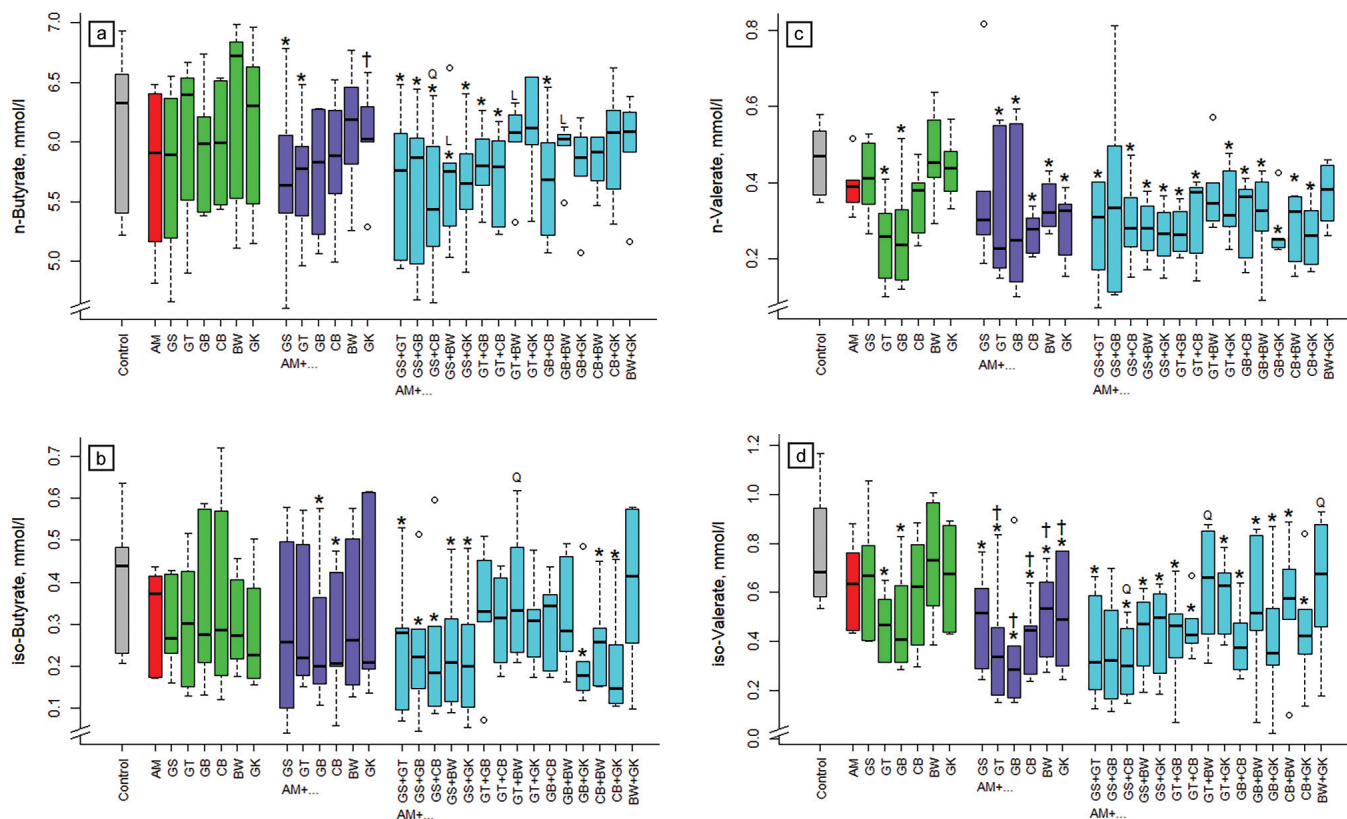 a
n-Butyrate, mmol/l
7.0
6.5
6.0
5.5
5.0
* * † * * Q * L * * * * L * L
Control AM GS GT GB CB BW GK GS GT GB CB BW GK GS+GT GS+GB GS+CB GS+BW GS+GK GT+GB GT+CB GT+BW GT+GK GB+CB GB+BW GB+GK CB+BW CB+GK BW+GK
AM+...
AM+...
c
n-Valerate, mmol/l
0.8
0.6
0.4
0.2
* * * * * * * * * * * * * * * * * * *
Control AM GS GT GB CB BW GK GS GT GB CB BW GK GS+GT GS+GB GS+CB GS+BW GS+GK GT+GB GT+CB GT+BW GT+GK GB+CB GB+BW GB+GK CB+BW CB+GK BW+GK
AM+...
AM+...
b
iso-Butyrate, mmol/l
0.7
0.6
0.5
0.4
0.3
0.2
0.1
* * * * * * * Q * * *
Control AM GS GT GB CB BW GK GS GT GB CB BW GK GS+GT GS+GB GS+CB GS+BW GS+GK GT+GB GT+CB GT+BW GT+GK GB+CB GB+BW GB+GK CB+BW CB+GK BW+GK
AM+...
AM+...
d
iso-Valerate, mmol/l
1.2
1.0
0.8
0.6
0.4
0.2
0.0
* * * † * † * † * † * † * * Q * * * * * Q * * * * * * * Q
Control AM GS GT GB CB BW GK GS GT GB CB BW GK GS+GT GS+GB GS+CB GS+BW GS+GK GT+GB GT+CB GT+BW GT+GK GB+CB GB+BW GB+GK CB+BW CB+GK BW+GK
AM+...
AM+...